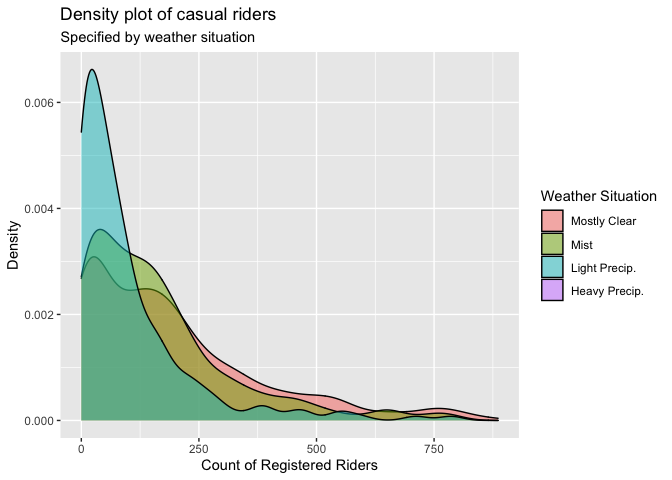 Density plot of casual riders
Specified by weather situation
Density
0.006
0.004
0.002
0.000
0
250
500
750
Count of Registered Riders
Weather Situation
Mostly Clear
Mist
Light Precip.
Heavy Precip.